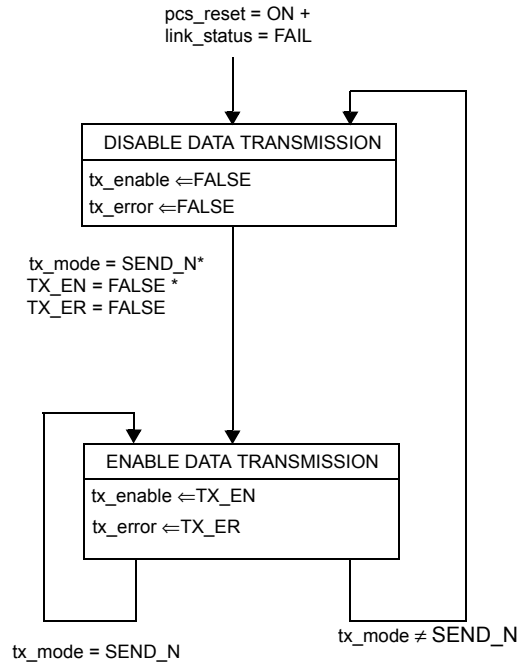 pcs_reset = ON +
link_status = FAIL
DISABLE DATA TRANSMISSION
tx_enable ⇐FALSE
tx_error ⇐FALSE
tx_mode = SEND_N*
TX_EN = FALSE *
TX_ER = FALSE
ENABLE DATA TRANSMISSION
tx_enable ⇐TX_EN
tx_error ⇐TX_ER
tx_mode = SEND_N
tx_mode ≠ SEND_N